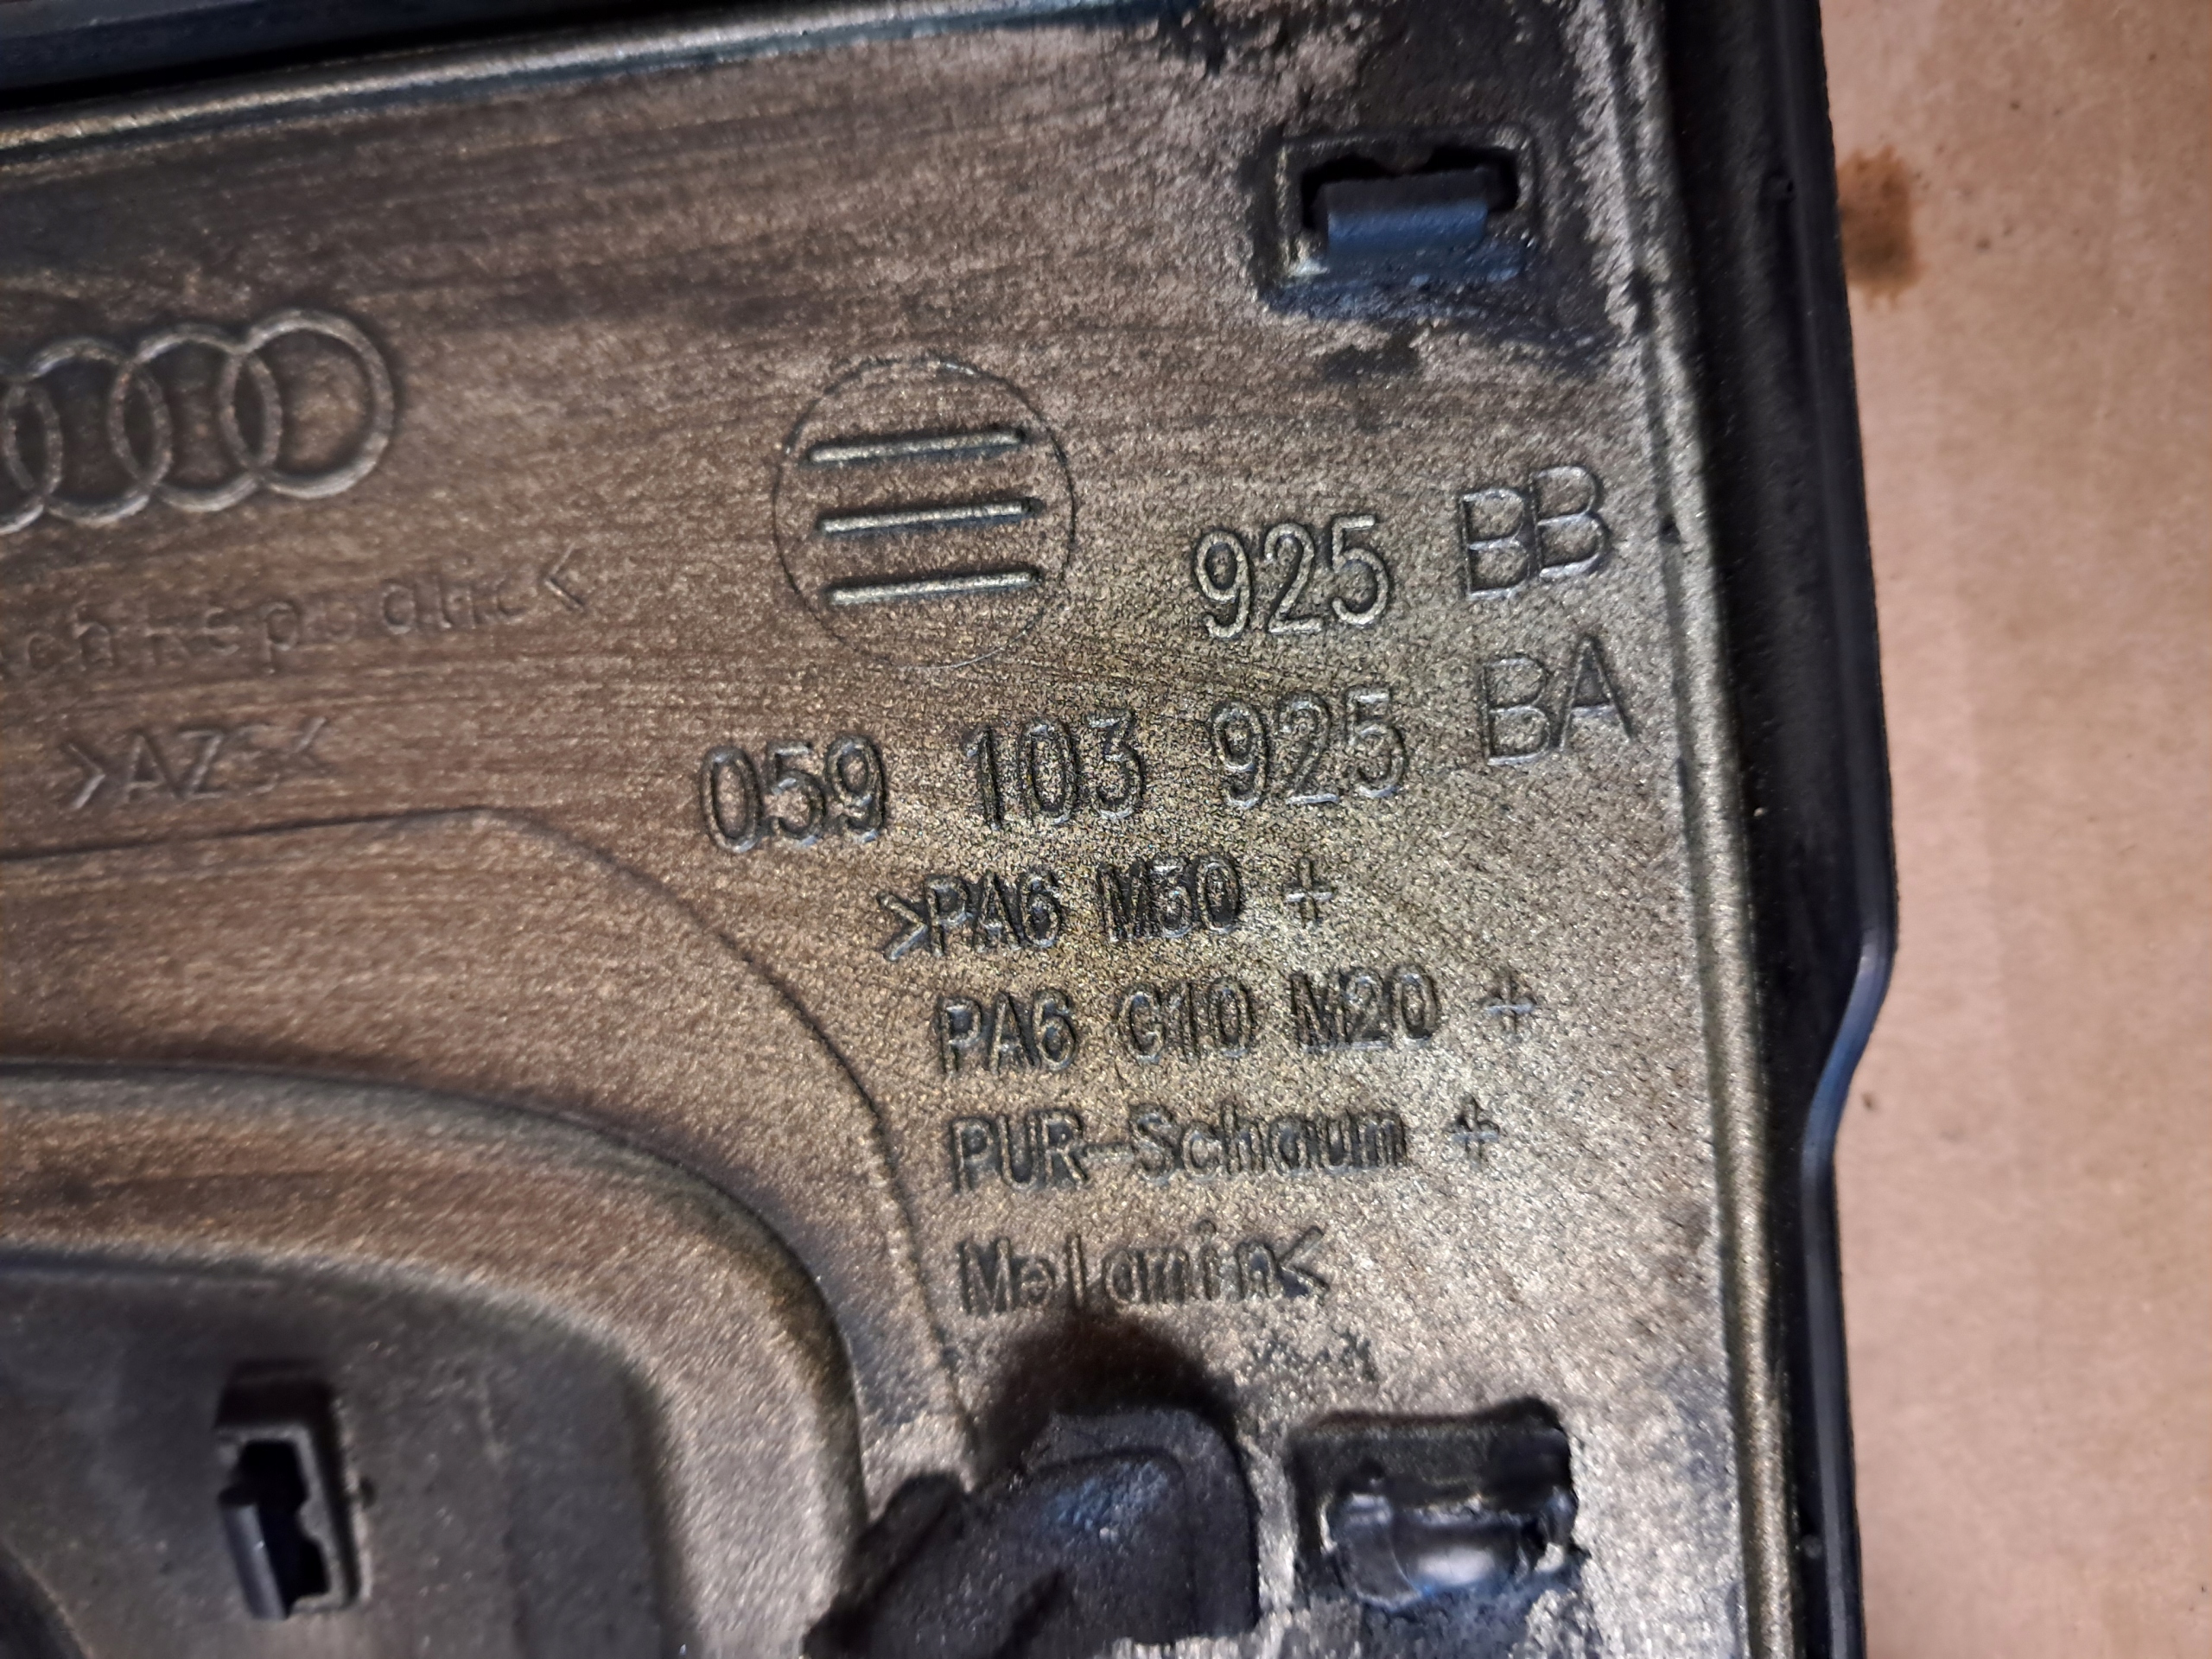 925 BB
059 103 925 BA
>PA6 M30 +
PA6 G10 M20 +
PUR-Schaum +
Melamin<